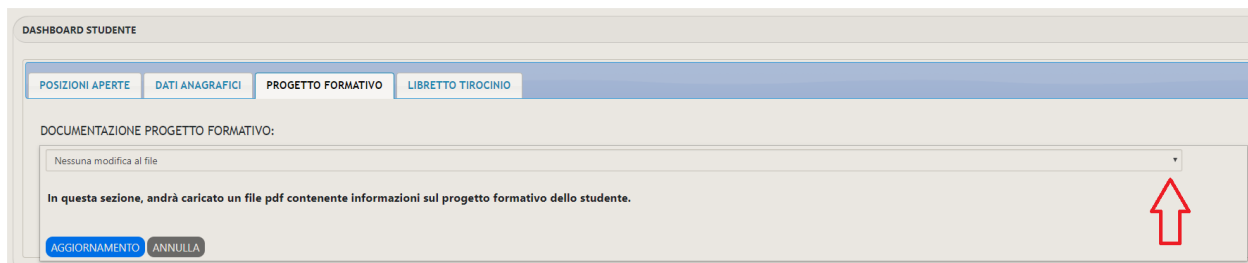 DASHBOARD STUDENTE
POSIZIONI APERTE DATI ANAGRAFICI PROGETTO FORMATIVO LIBRETTO TIROCINIO
DOCUMENTAZIONE PROGETTO FORMATIVO:
Nessuna modifica al file
In questa sezione, andrà caricato un file pdf contenente informazioni sul progetto formativo dello studente.
AGGIORNAMENTO ANNULLA